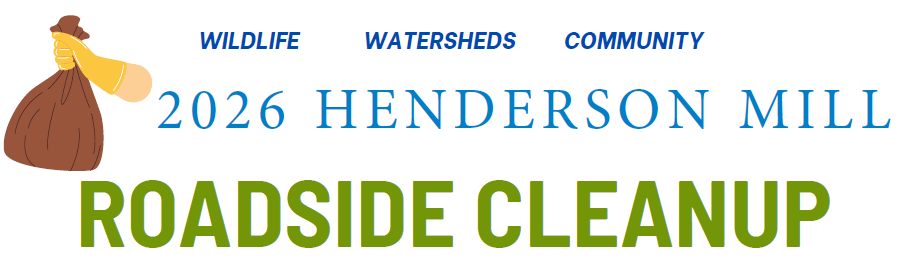 WILDLIFE WATERSHEDS COMMUNITY
2026 HENDERSON MILL
ROADSIDE CLEANUP